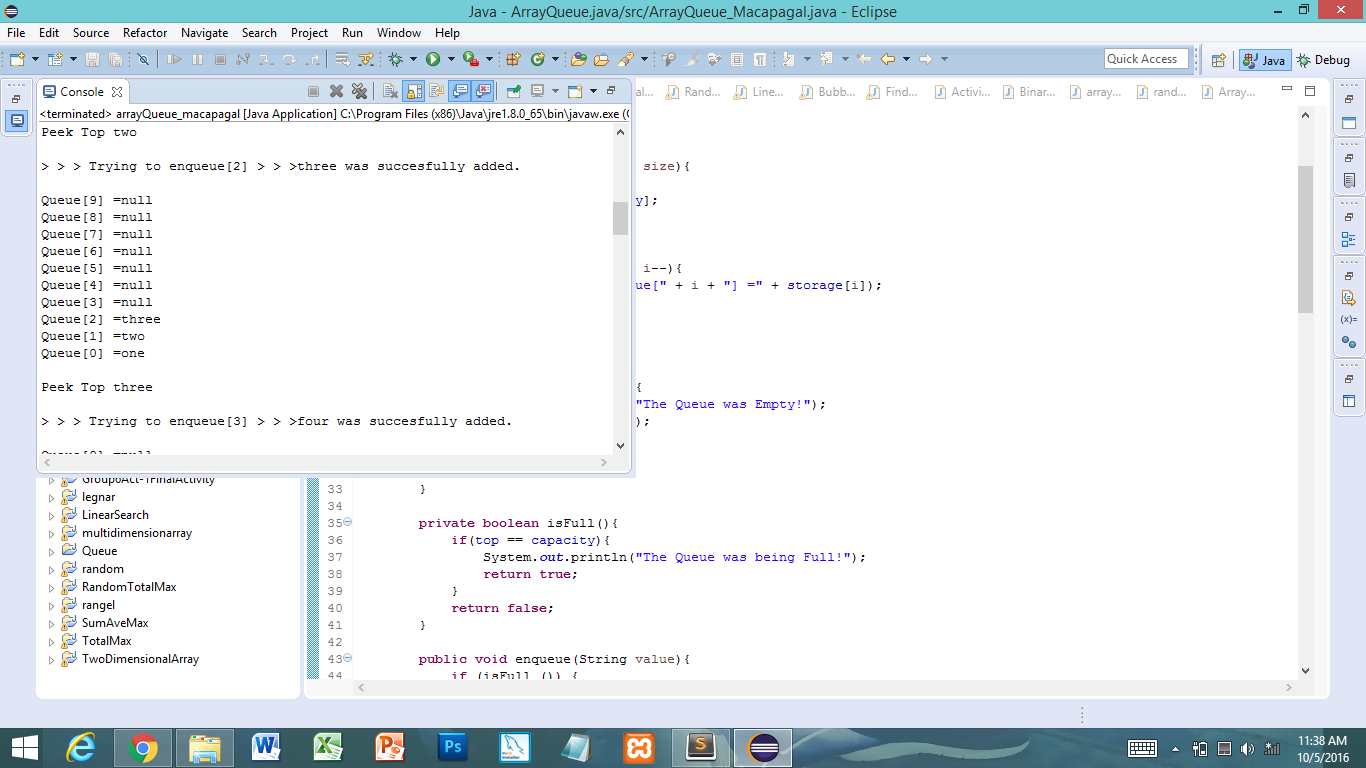 Java - ArrayQueue.java/src/ArrayQueue_Macapagal.java - Eclipse
File Edit Source Refactor Navigate Search Project Run Window Help
Quick Access
Java
Debug
Console
al... Rand... Line... Bubb... Find... Activi... Binar... array... rand... Array...
<terminated> arrayQueue_macapagal [Java Application] C:\Program Files (x86)\Java\jre1.8.0_65\bin\javaw.exe (
Peek Top two
> > > Trying to enqueue[2] > > >three was succesfully added.
Queue[9] =null
Queue[8] =null
Queue[7] =null
Queue[6] =null
Queue[5] =null
Queue[4] =null
Queue[3] =null
Queue[2] =three
Queue[1] =two
Queue[0] =one
Peek Top three
> > > Trying to enqueue[3] > > >four was succesfully added.
size){
y];
i--){
ue[" + i + "] =" + storage[i]);
{
"The Queue was Empty!");
);
GroupoAct-1FinalActivity
legnar
LinearSearch
multidimensionarray
Queue
random
RandomTotalMax
rangel
SumAveMax
TotalMax
TwoDimensionalArray
33 }
34
35 private boolean isFull(){
36 if(top == capacity){
37 System.out.println("The Queue was being Full!");
38 return true;
39 }
40 return false;
41 }
42
43 public void enqueue(String value){
44 if (isFull ()) {
(x)=
Ps
11:38 AM
10/5/2016